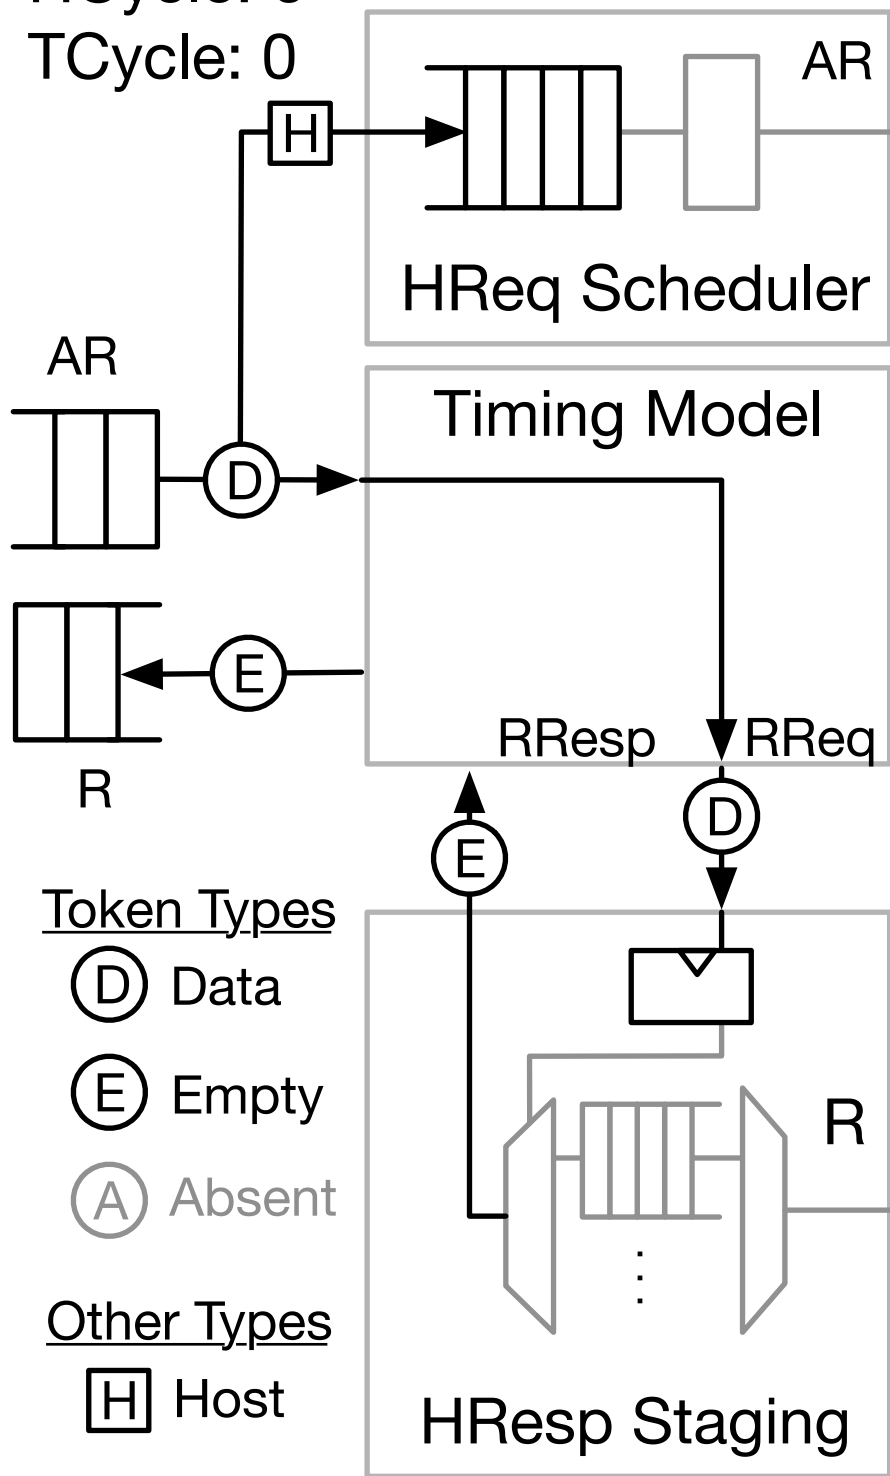 TCycle: 0
AR
H
HReq Scheduler
AR
Timing Model
D
E
RResp
RReq
R
D
E
Token Types
D Data
E Empty
R
A Absent
Other Types
H Host
HResp Staging